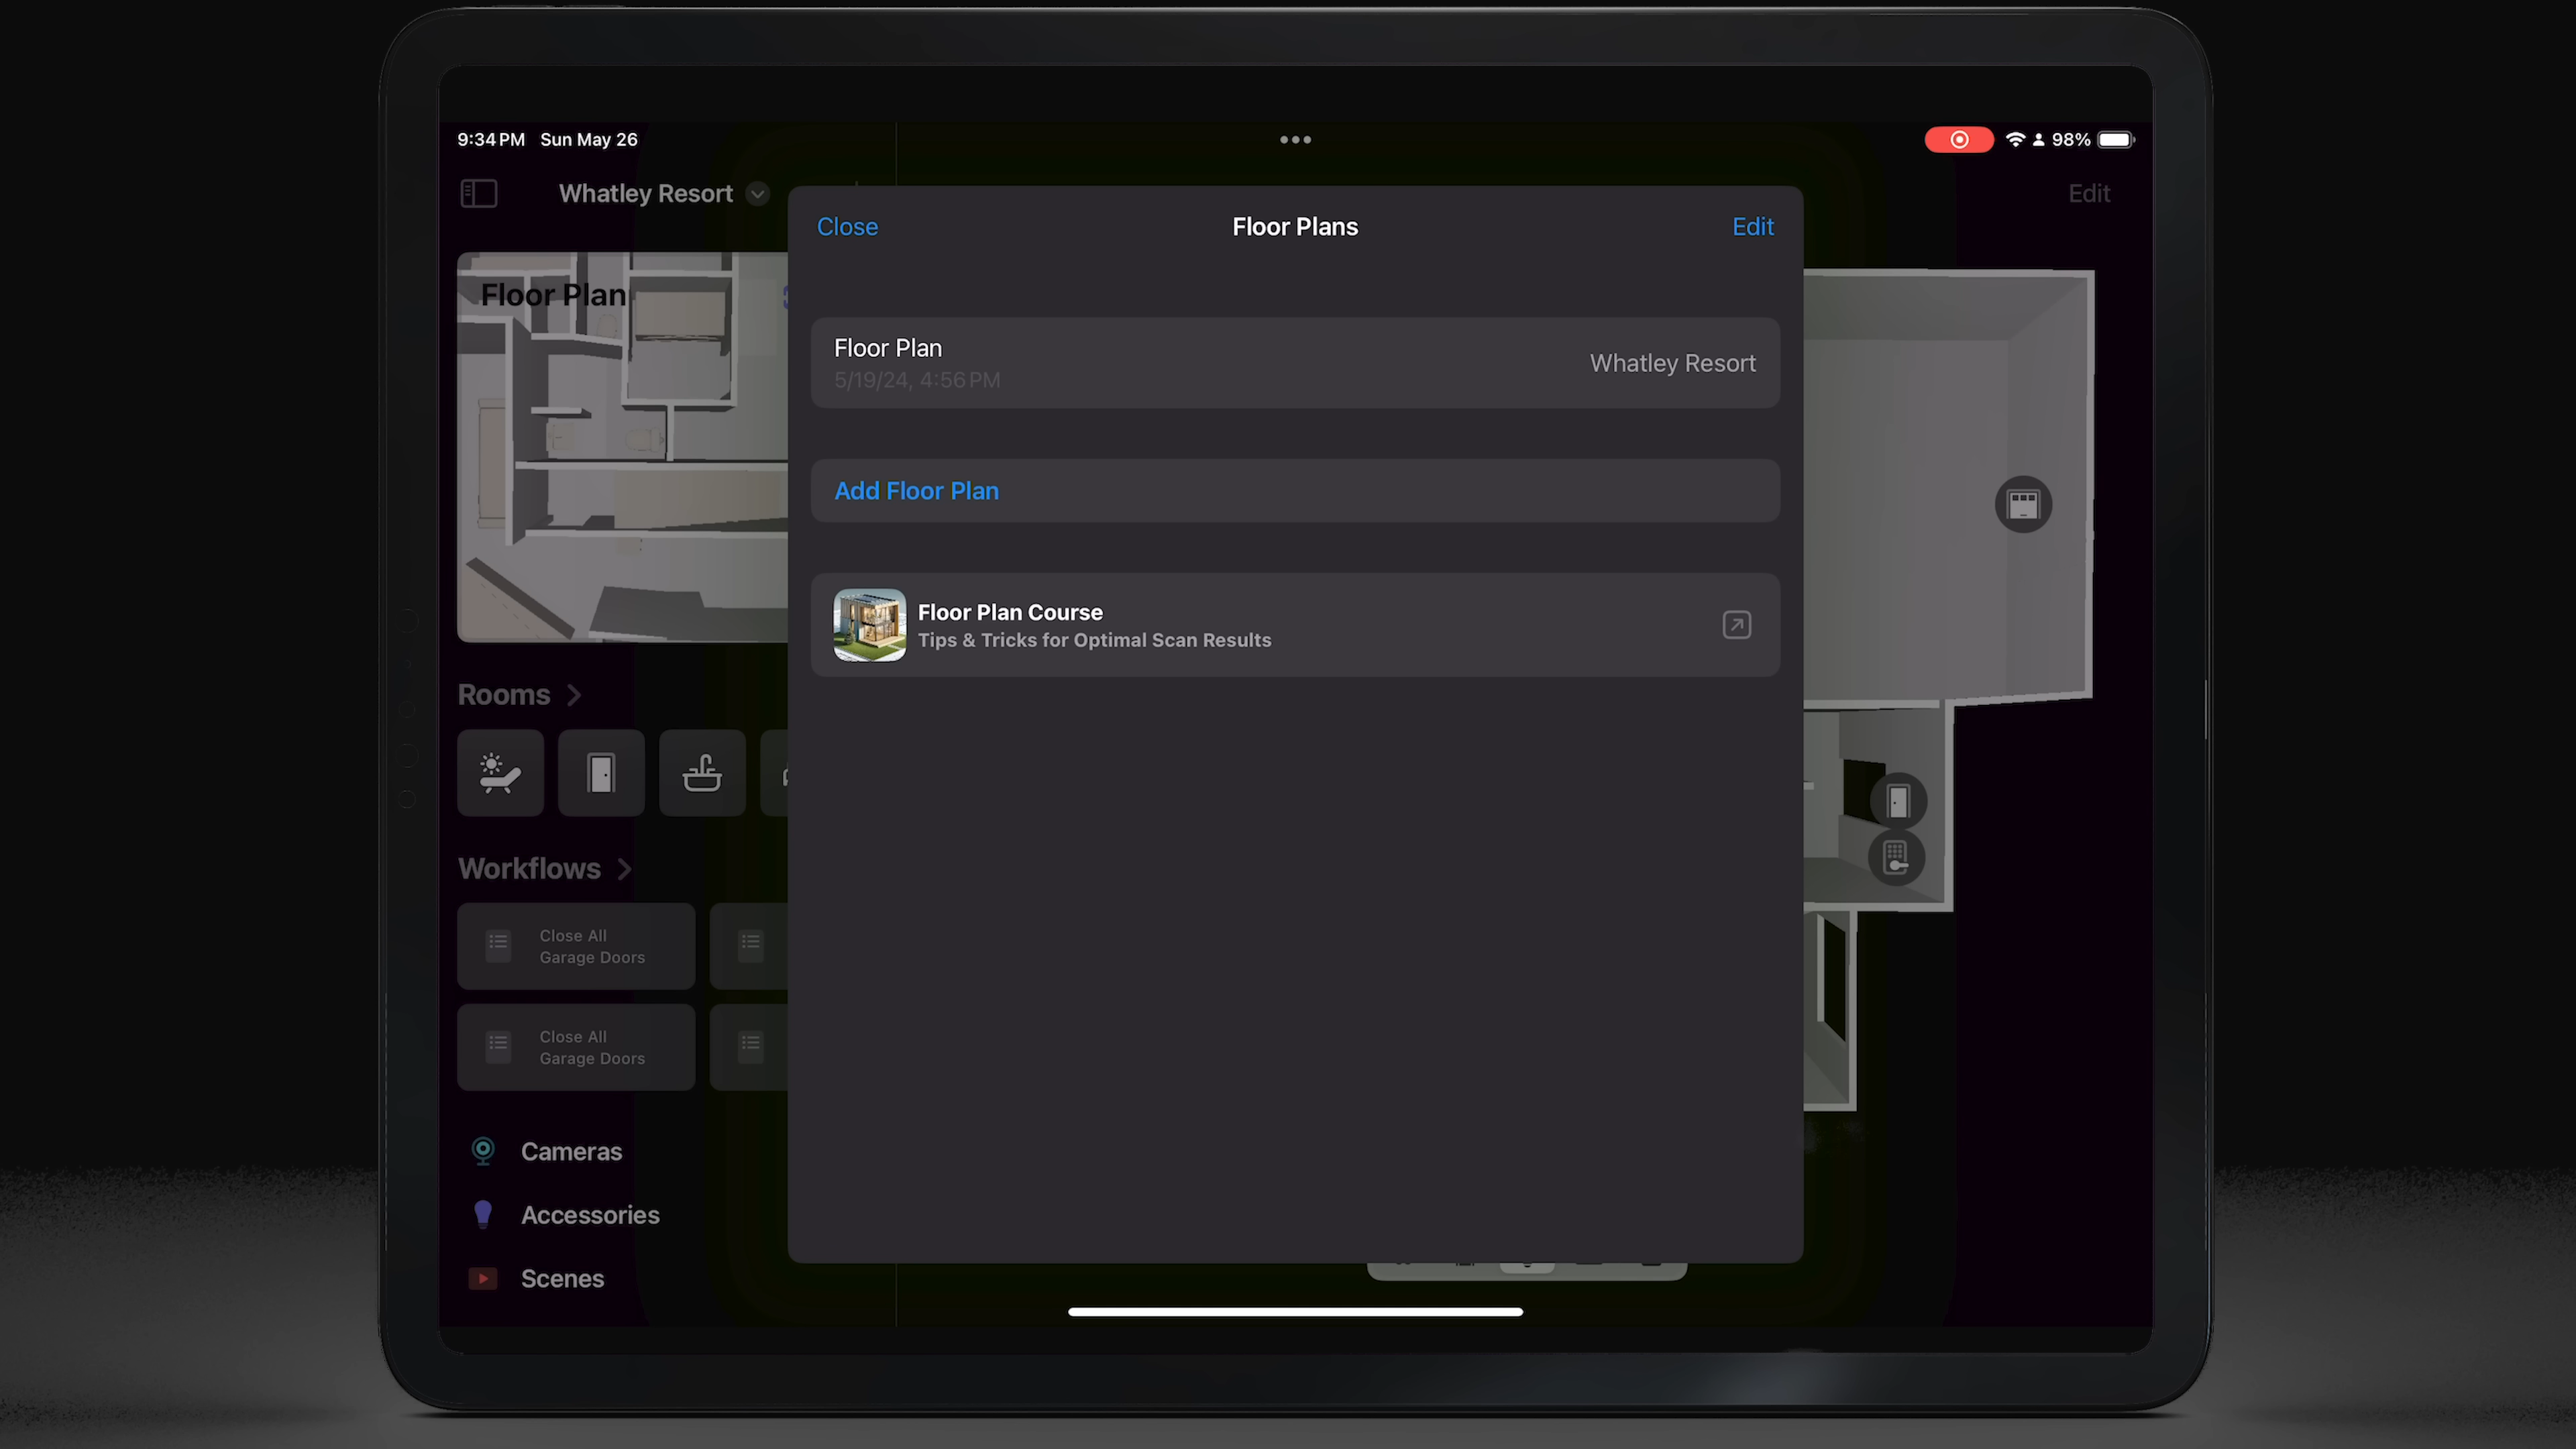 9:34 PM Sun May 26
98%
Whatley Resort
Edit
Floor Plan
Rooms
Workflows
Close All
Garage Doors
Close All
Garage Doors
Cameras
Accessories
Scenes
Close
Floor Plans
Edit
Floor Plan
5/19/24, 4:56 PM
Whatley Resort
Add Floor Plan
Floor Plan Course
Tips & Tricks for Optimal Scan Results